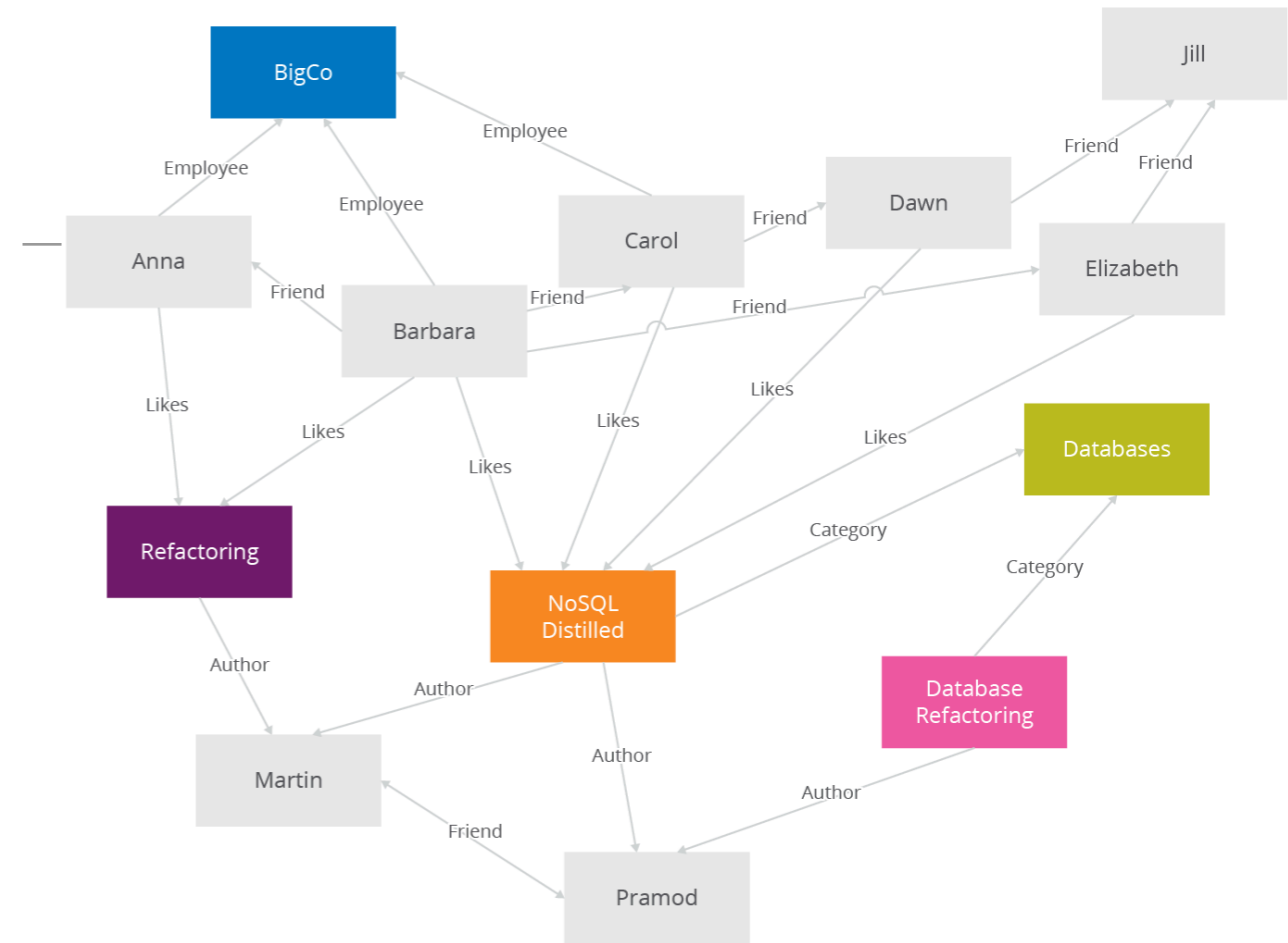 Jill
BigCo
Employee
Friend
Friend
Employee
Dawn
Employee
Friend
Carol
Anna
Elizabeth
Friend
Friend
Friend
Barbara
Likes
Likes
Likes
Likes
Likes
Likes
Databases
Category
Refactoring
Category
NoSQL
Distilled
Author
Author
Database
Refactoring
Author
Martin
Author
Friend
Pramod